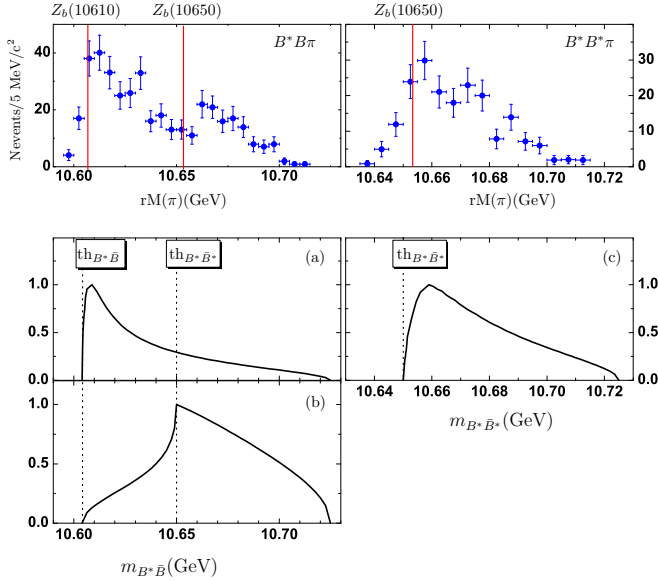 Z_b(10610) Z_b(10650)
Z_b(10650)
B*Bπ
B*B*π
Nevents/5 MeV/c²
40
20
0
30
20
10
0
10.60 10.65 10.70
10.64 10.66 10.68 10.70 10.72
rM(π)(GeV)
rM(π)(GeV)
th_{B*B̄} th_{B*B̄*}
th_{B*B̄*}
(a)
(c)
1.0
0.5
0.0
1.0
0.5
0.0
10.64 10.66 10.68 10.70 10.72
m_{B*B̄*}(GeV)
(b)
1.0
0.5
0.0
10.60 10.65 10.70
m_{B*B̄}(GeV)